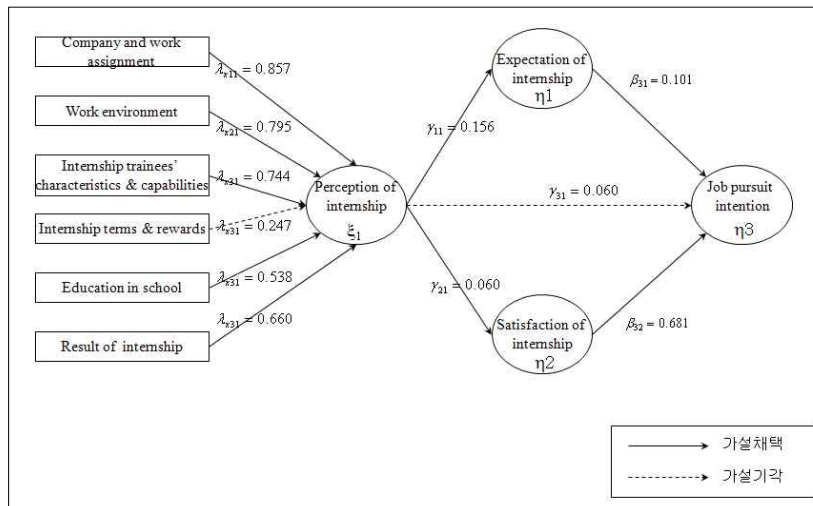 Company and work
assignment
λx11 = 0.857
Work environment
λx21 = 0.795
Internship trainees'
characteristics & capabilities
λx31 = 0.744
Internship terms & rewards
λx31 = 0.247
Education in school
λx31 = 0.538
Result of internship
λx31 = 0.660
Perception of
internship
ξ1
γ11 = 0.156
γ31 = 0.060
γ21 = 0.060
Expectation of
internship
η1
Satisfaction of
internship
η2
β31 = 0.101
β32 = 0.681
Job pursuit
intention
η3
가설채택
가설기각